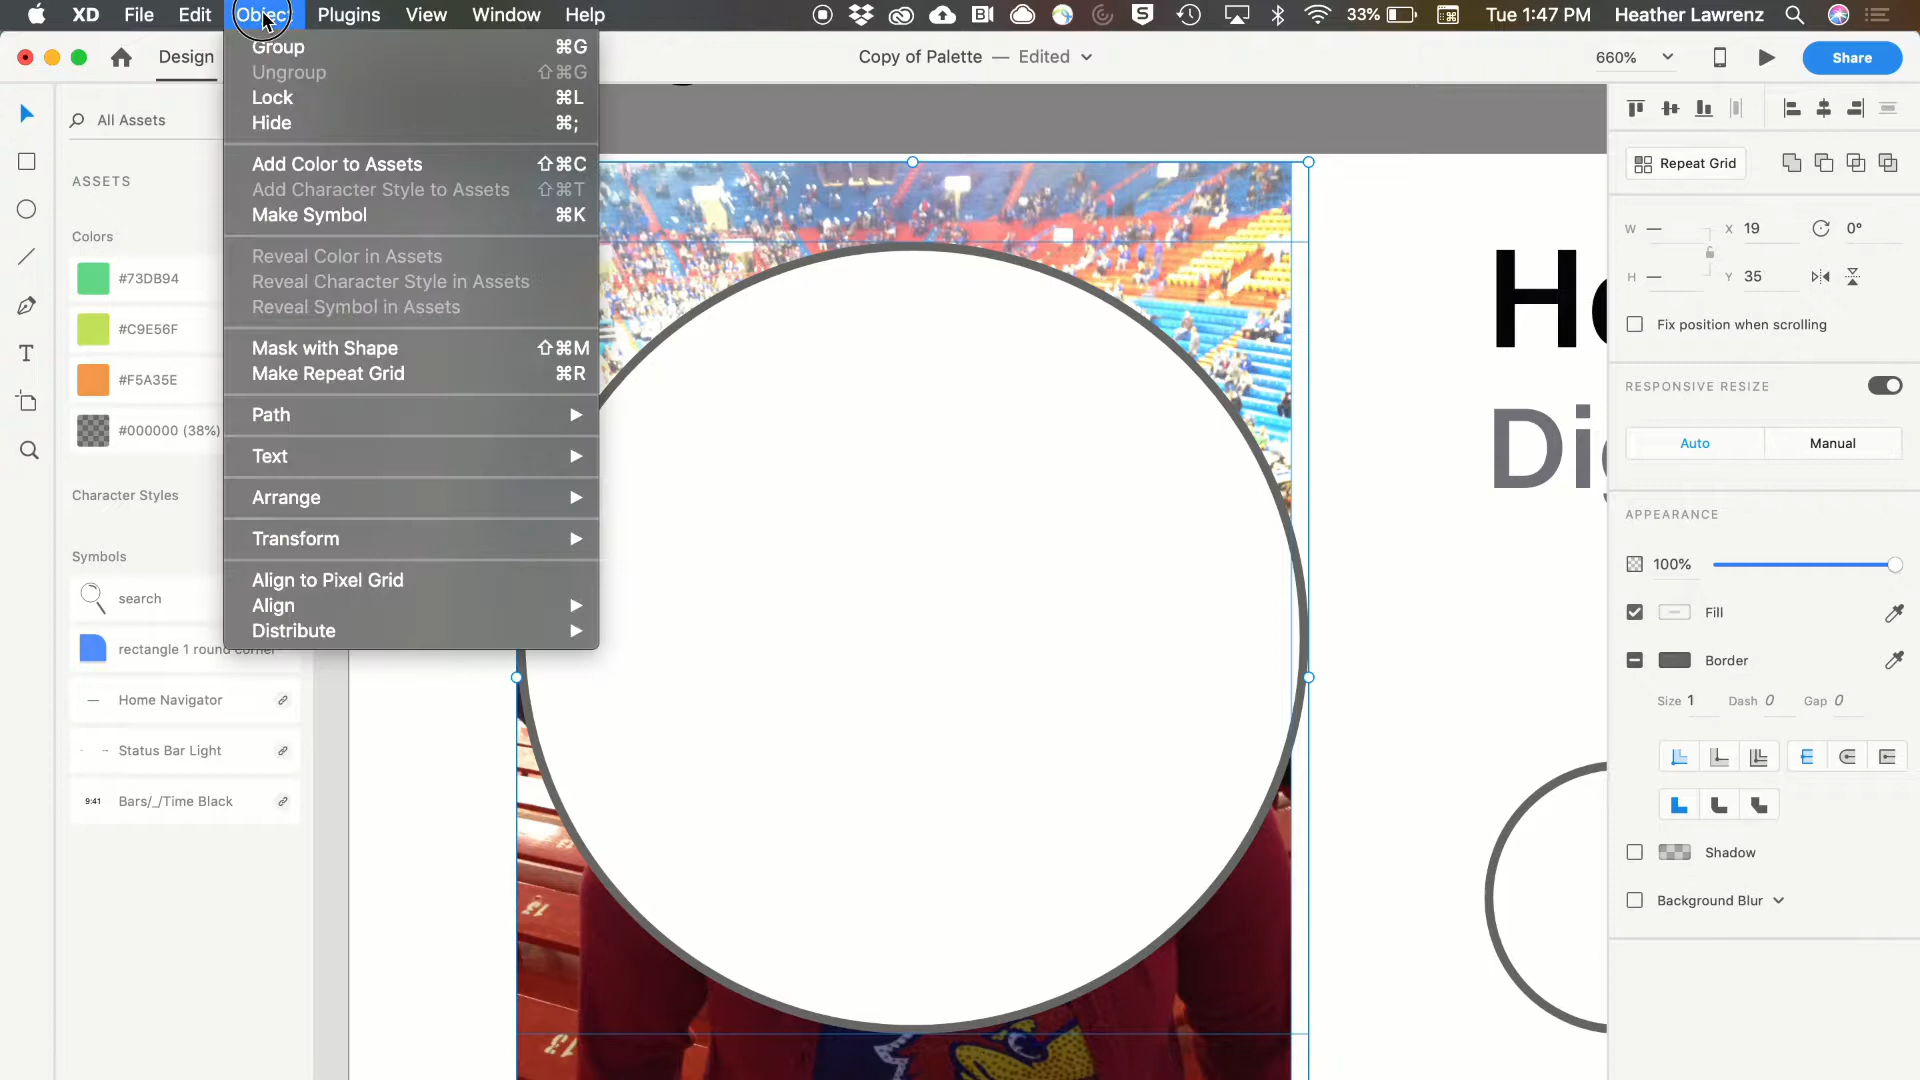 XD File Edit Object Plugins View Window Help
33% Tue 1:47 PM Heather Lawrenz
Design
Copy of Palette — Edited
660%
Share
All Assets
ASSETS
Colors
#73DB94
#C9E56F
#F5A35E
#000000 (38%)
Character Styles
Symbols
search
rectangle 1 round corner
Home Navigator
Status Bar Light
9:41 Bars/_/Time Black
Group ⌘G
Ungroup ⇧⌘G
Lock ⌘L
Hide ⌘;
Add Color to Assets ⇧⌘C
Add Character Style to Assets ⇧⌘T
Make Symbol ⌘K
Reveal Color in Assets
Reveal Character Style in Assets
Reveal Symbol in Assets
Mask with Shape ⇧⌘M
Make Repeat Grid ⌘R
Path
Text
Arrange
Transform
Align to Pixel Grid
Align
Distribute
13
13
He
Di
Repeat Grid
W — X 19 0°
H — Y 35
Fix position when scrolling
RESPONSIVE RESIZE
Auto Manual
APPEARANCE
100%
Fill
Border
Size 1 Dash 0 Gap 0
Shadow
Background Blur